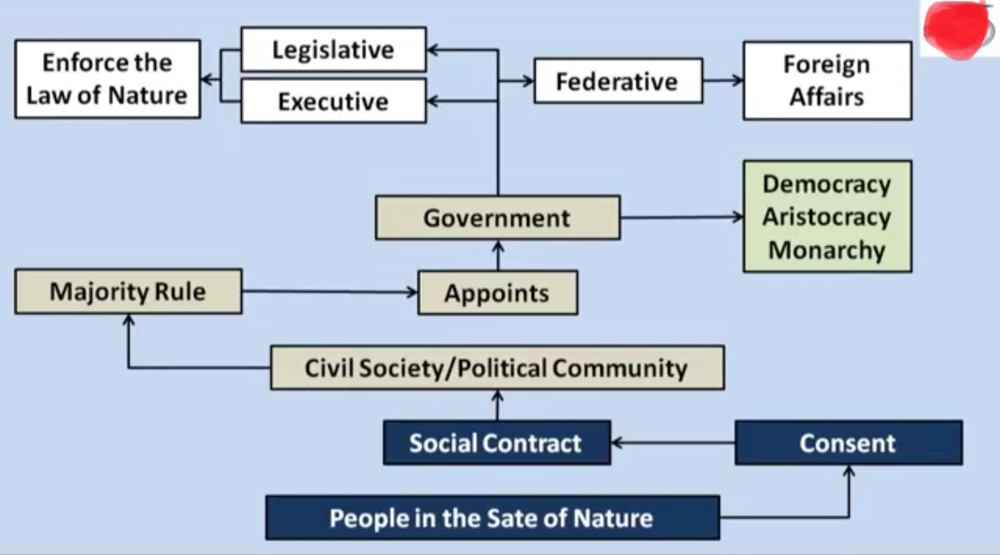 Legislative
Enforce the
Law of Nature
Executive
Federative
Foreign
Affairs
Government
Democracy
Aristocracy
Monarchy
Majority Rule
Appoints
Civil Society/Political Community
Social Contract
Consent
People in the Sate of Nature